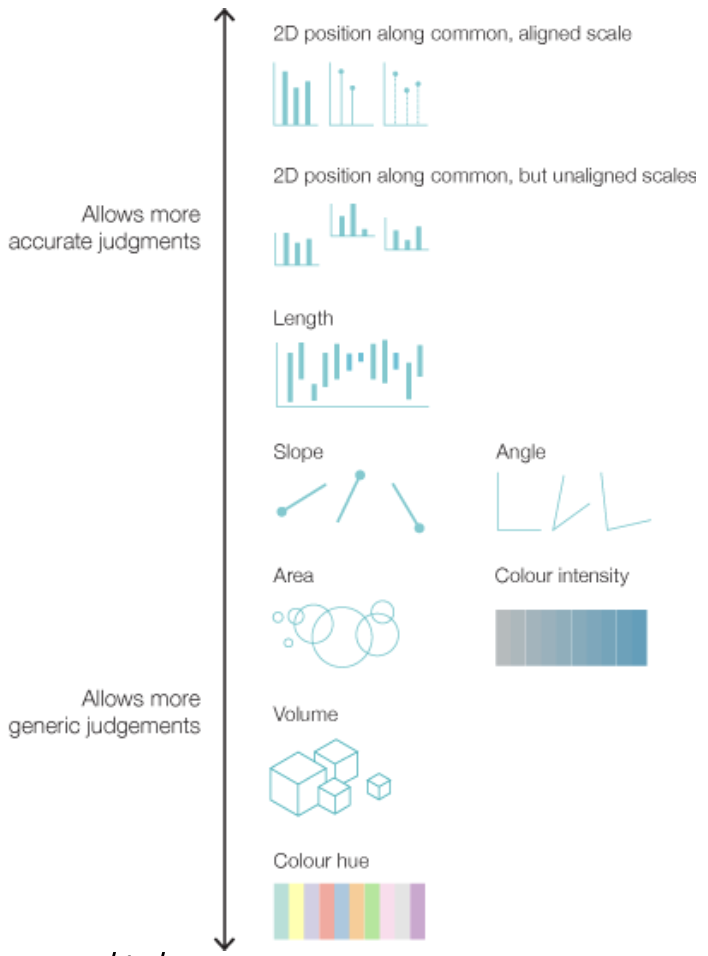 2D position along common, aligned scale
2D position along common, but unaligned scales
Allows more
accurate judgments
Length
Slope
Angle
Area
Colour intensity
Allows more
generic judgements
Volume
Colour hue